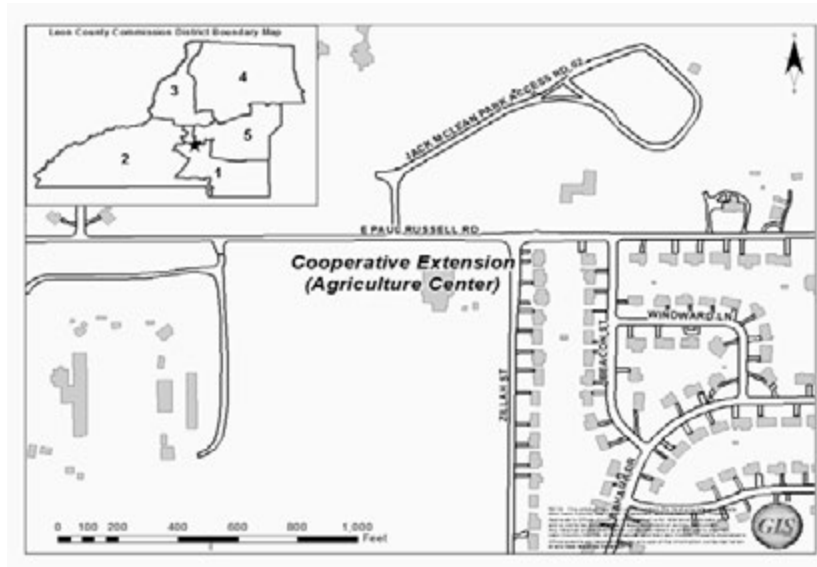 Leon County Commission District Boundary Map
4
3
5
2
1
JACK MCLEAN PARK ACCESS RD 02
E PAUL RUSSELL RD
Cooperative Extension
(Agriculture Center)
WINDWARD LN
BEACON ST
ZILLAH ST
0 100 200 400 600 800 1,000
Feet
GIS